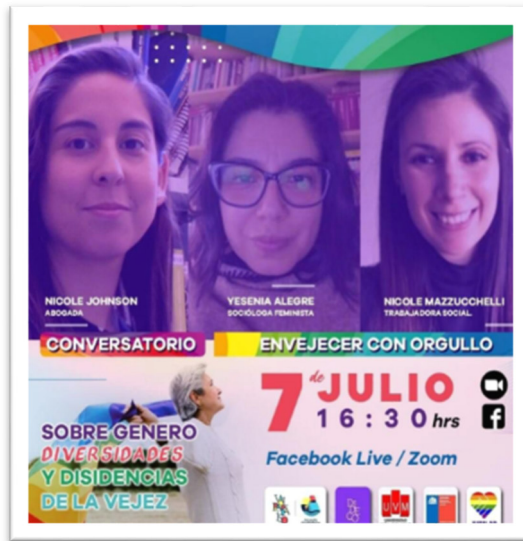 NICOLE JOHNSON
ABOGADA
YESENIA ALEGRE
SOCIÓLOGA FEMINISTA
NICOLE MAZZUCCHELLI
TRABAJADORA SOCIAL.
CONVERSATORIO
ENVEJECER CON ORGULLO
SOBRE GENERO
DIVERSIDADES
Y DISIDENCIAS
DE LA VEJEZ
7 de JULIO
16:30 hrs
Facebook Live / Zoom
UVM